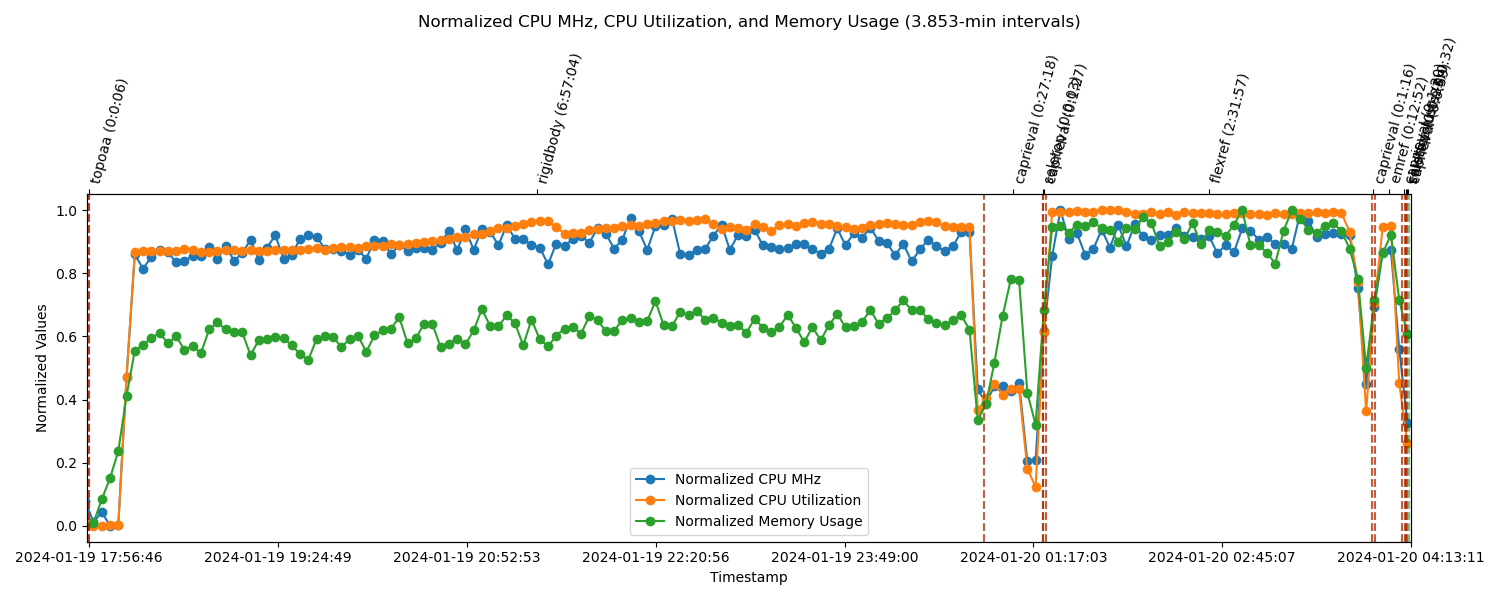 Normalized CPU MHz, CPU Utilization, and Memory Usage (3.853-min intervals)
topoaa (0:0:06)
rigidbody (6:57:04)
caprieval (0:27:18)
caprieval (0:1:27)
flexref (2:31:57)
caprieval (0:1:16)
emref (0:12:52)
Normalized Values
1.0
0.8
0.6
0.4
0.2
0.0
Normalized CPU MHz
Normalized CPU Utilization
Normalized Memory Usage
2024-01-19 17:56:46
2024-01-19 19:24:49
2024-01-19 20:52:53
2024-01-19 22:20:56
2024-01-19 23:49:00
2024-01-20 01:17:03
2024-01-20 02:45:07
2024-01-20 04:13:11
Timestamp